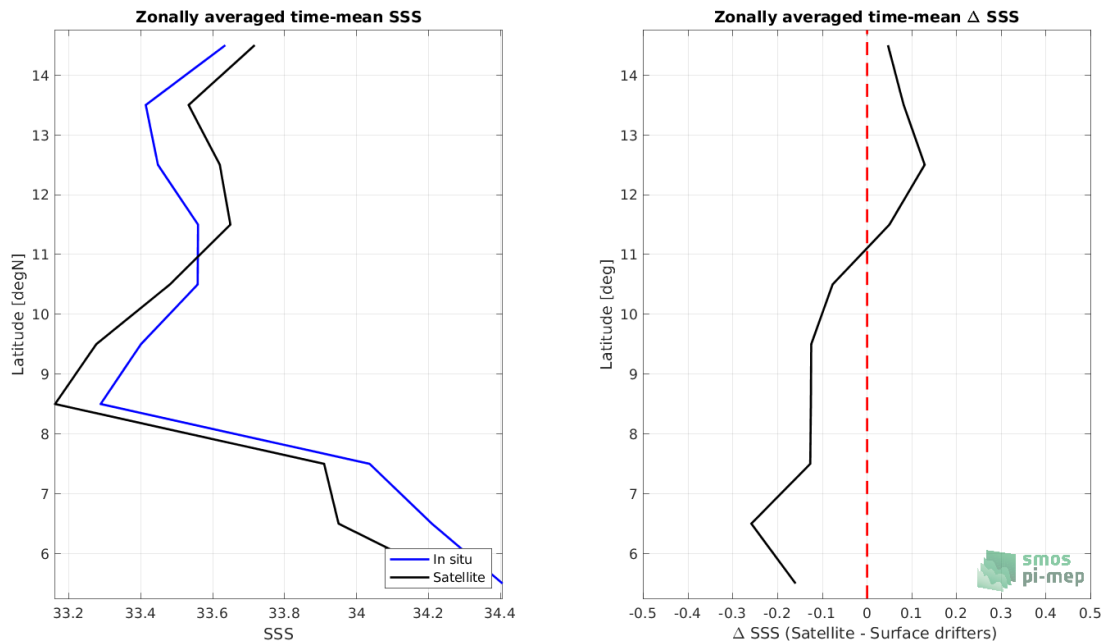 Zonally averaged time-mean SSS
14
13
12
11
10
9
8
7
6
Latitude [degN]
In situ
Satellite
33.2 33.4 33.6 33.8 34 34.2 34.4
SSS
Zonally averaged time-mean Δ SSS
14
13
12
11
10
9
8
7
6
Latitude [deg]
smos
pi-mep
-0.5 -0.4 -0.3 -0.2 -0.1 0 0.1 0.2 0.3 0.4 0.5
Δ SSS (Satellite - Surface drifters)